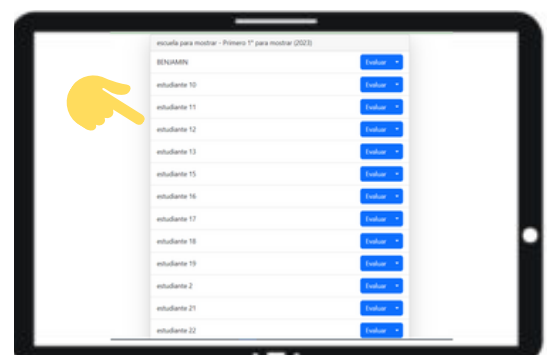 escuela para mostrar - Primero 1° para mostrar (2023)
BENJAMIN Evaluar
estudiante 10 Evaluar
estudiante 11 Evaluar
estudiante 12 Evaluar
estudiante 13 Evaluar
estudiante 15 Evaluar
estudiante 16 Evaluar
estudiante 17 Evaluar
estudiante 18 Evaluar
estudiante 19 Evaluar
estudiante 2 Evaluar
estudiante 21 Evaluar
estudiante 22 Evaluar